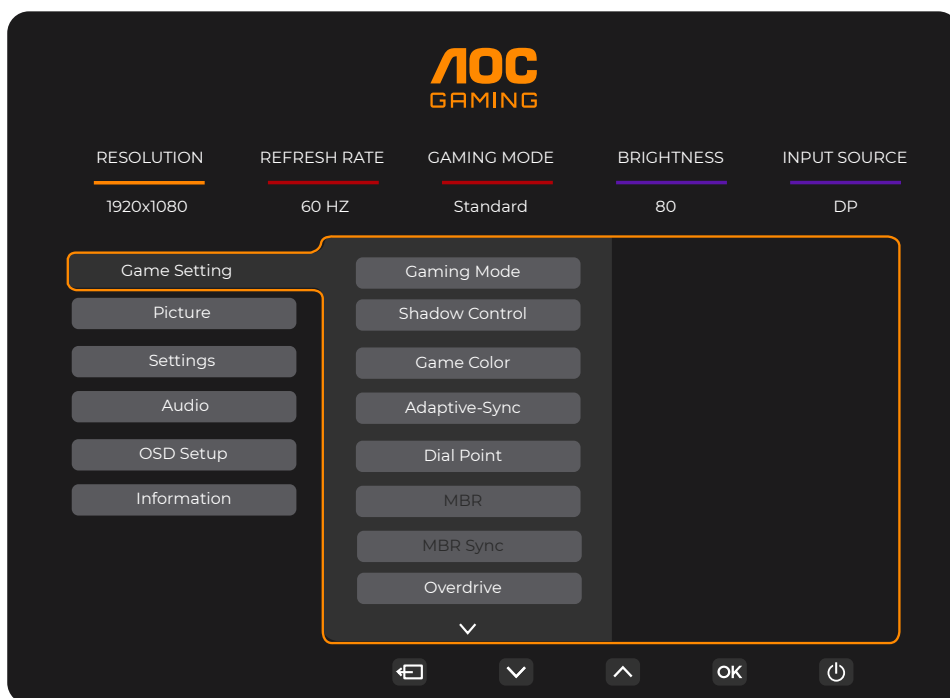 AOC
GAMING
RESOLUTION REFRESH RATE GAMING MODE BRIGHTNESS INPUT SOURCE
1920x1080 60 HZ Standard 80 DP
Game Setting
Picture
Settings
Audio
OSD Setup
Information
Gaming Mode
Shadow Control
Game Color
Adaptive-Sync
Dial Point
MBR
MBR Sync
Overdrive
OK